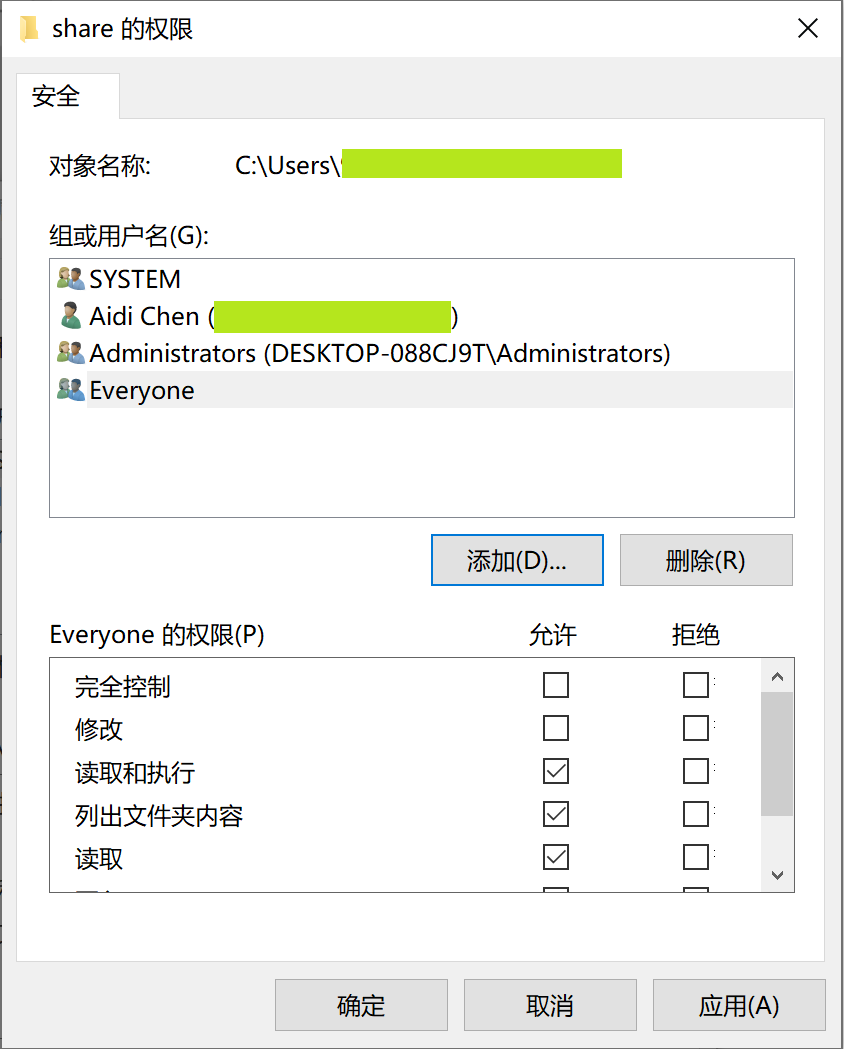 share 的权限
安全
对象名称: C:\Users\
组或用户名(G):
SYSTEM
Aidi Chen ( )
Administrators (DESKTOP-088CJ9T\Administrators)
Everyone
添加(D)... 删除(R)
Everyone 的权限(P) 允许 拒绝
完全控制
修改
读取和执行
列出文件夹内容
读取
确定 取消 应用(A)